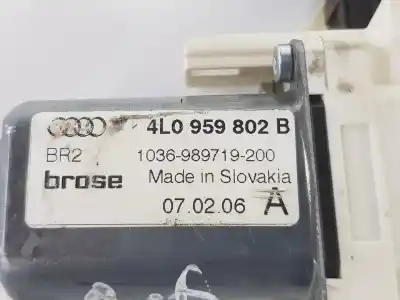 4L0 959 802 B
BR2 1036-989719-200
brose Made in Slovakia
07.02.06 A